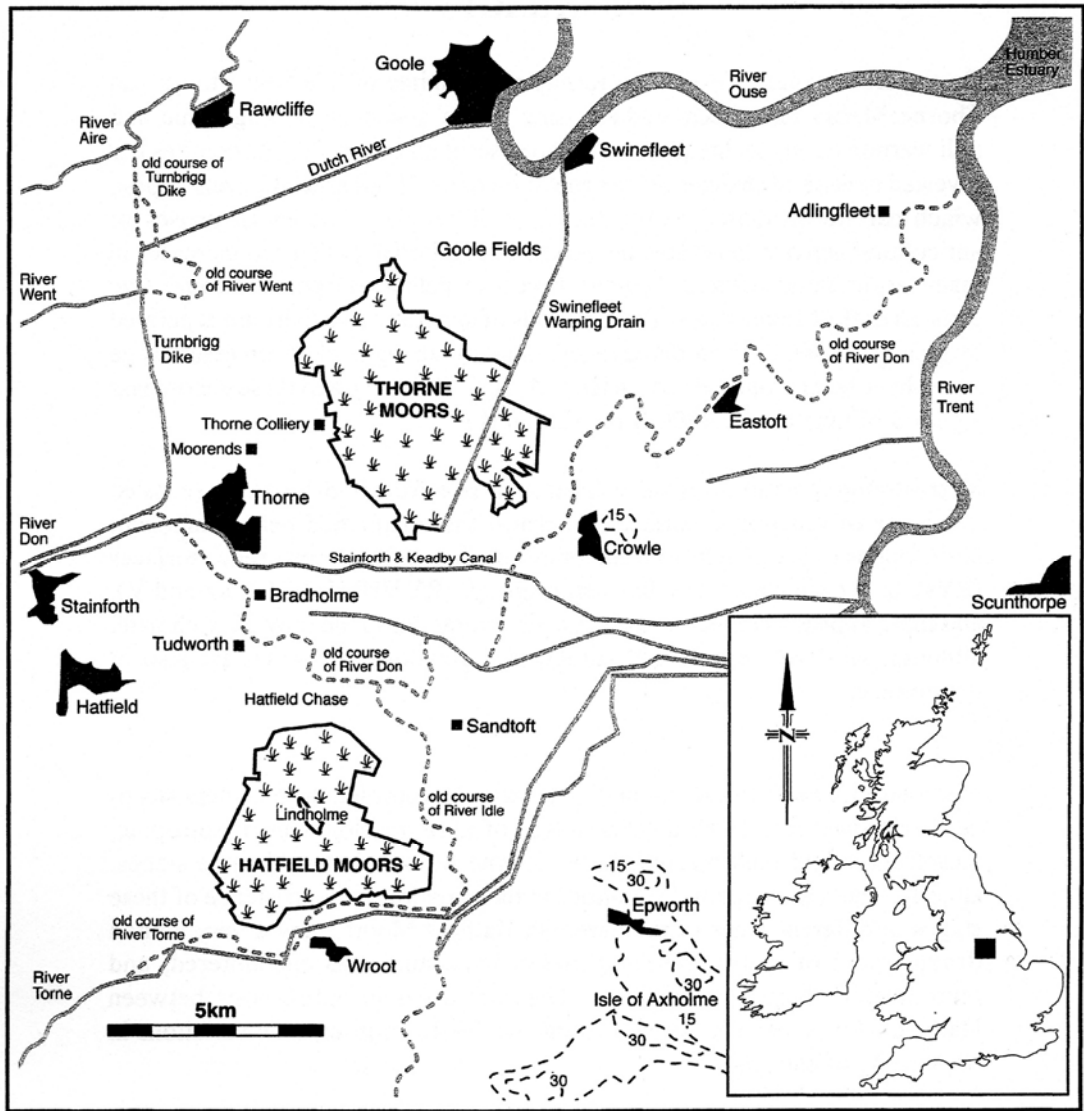 Goole
River
Ouse
Humber
Estuary
Rawcliffe
River
Aire
Dutch River
Swinefleet
old course of
Turnbrigg
Dike
Adlingfleet
Goole Fields
old course
of River Went
River
Went
Swinefleet
Warping Drain
Turnbrigg
Dike
old course
of River Don
THORNE
MOORS
River
Trent
Eastoft
Thorne Colliery
Moorends
Thorne
15
Crowle
River
Don
Stainforth & Keadby Canal
Stainforth
Bradholme
Scunthorpe
Tudworth
old course
of River Don
Hatfield
Hatfield Chase
Sandtoft
N
Lindholme
old course
of River Idle
HATFIELD MOORS
15
30
Epworth
old course of
River Torne
Wroot
30
River
Torne
Isle of Axholme
15
5km
30
30